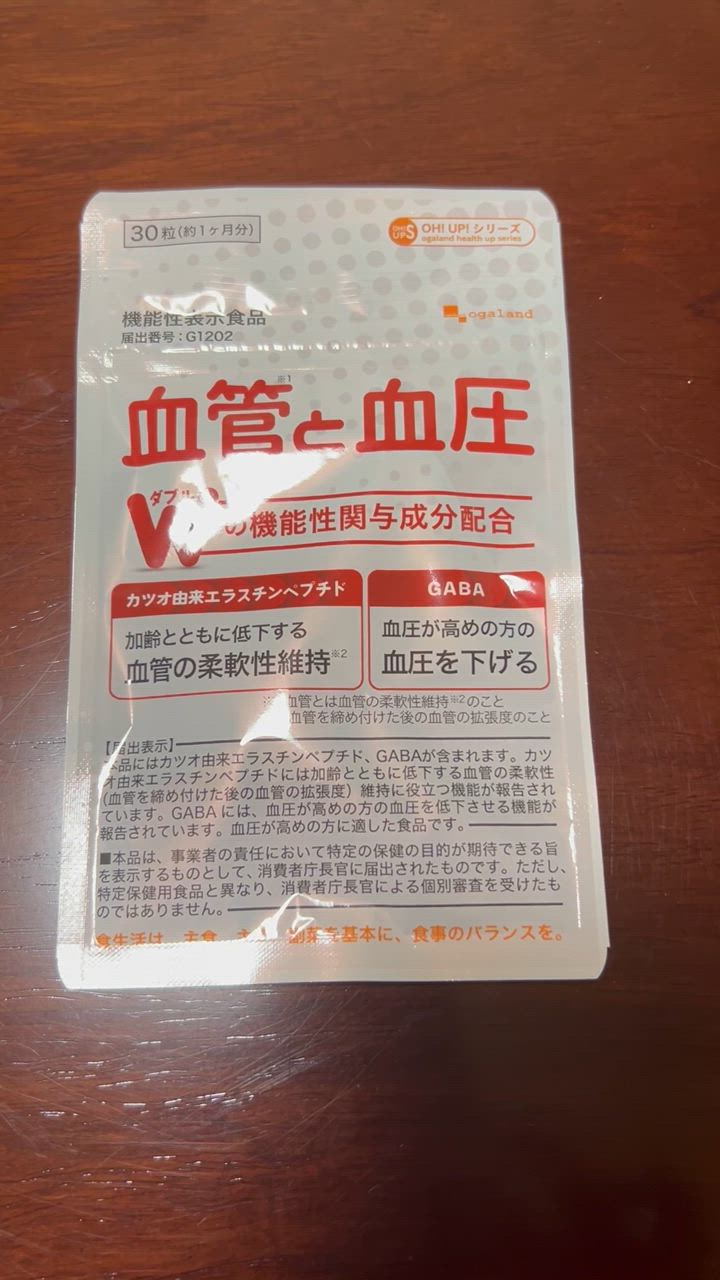 30粒(約1ヶ月分)
OH! UP!シリーズ
ogaland health up series
機能性表示食品
届出番号:G1202
ogaland
※1
血管と血圧
の機能性関与成分配合
カツオ由来エラスチンペプチド
加齢とともに低下する
血管の柔軟性維持※2
GABA
血圧が高めの方の
血圧を下げる
血管とは血管の柔軟性維持※2のこと
血管を締め付けた後の血管の拡張度のこと
【届出表示】
本品にはカツオ由来エラスチンペプチド、GABAが含まれます。カツ
オ由来エラスチンペプチドには加齢とともに低下する血管の柔軟性
(血管を締め付けた後の血管の拡張度)維持に役立つ機能が報告され
ています。GABA には、血圧が高めの方の血圧を低下させる機能が
報告されています。血圧が高めの方に適した食品です。
■本品は、事業者の責任において特定の保健の目的が期待できる旨
を表示するものとして、消費者庁長官に届出されたものです。ただし、
特定保健用食品と異なり、消費者庁長官による個別審査を受けたも
のではありません。
食生活は、主食、副菜を基本に、食事のバランスを。